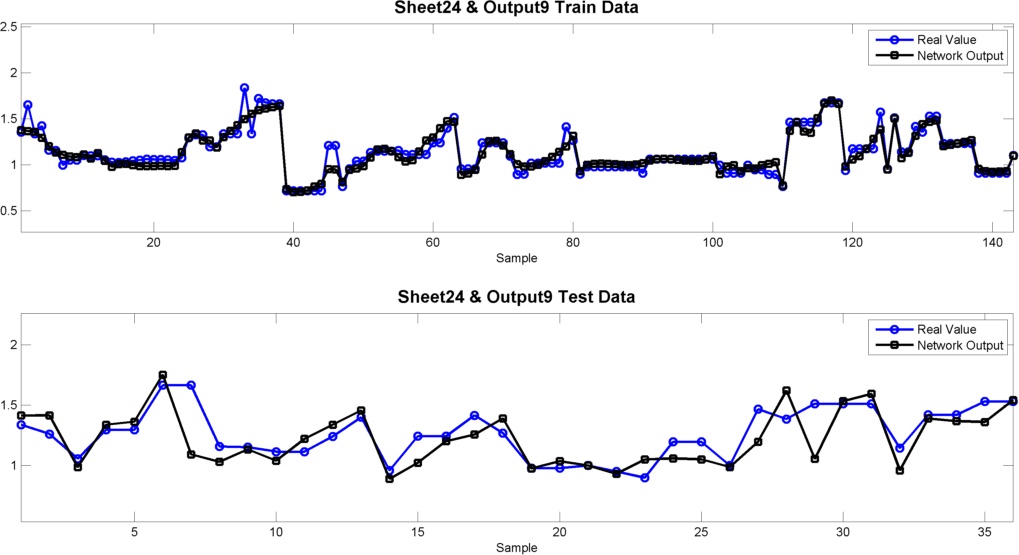 Sheet24 & Output9 Train Data
2.5
2
1.5
1
0.5
Real Value
Network Output
20 40 60 80 100 120 140
Sample
Sheet24 & Output9 Test Data
2
1.5
1
Real Value
Network Output
5 10 15 20 25 30 35
Sample